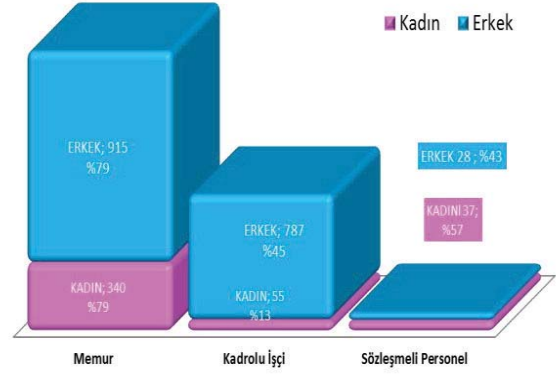 Kadın Erkek
ERKEK; 915
%79
ERKEK 28 ; %43
ERKEK; 787
%45
KADINI 37;
%57
KADIN; 340
%79
KADIN; 55
%13
Memur Kadrolu İşçi Sözleşmeli Personel